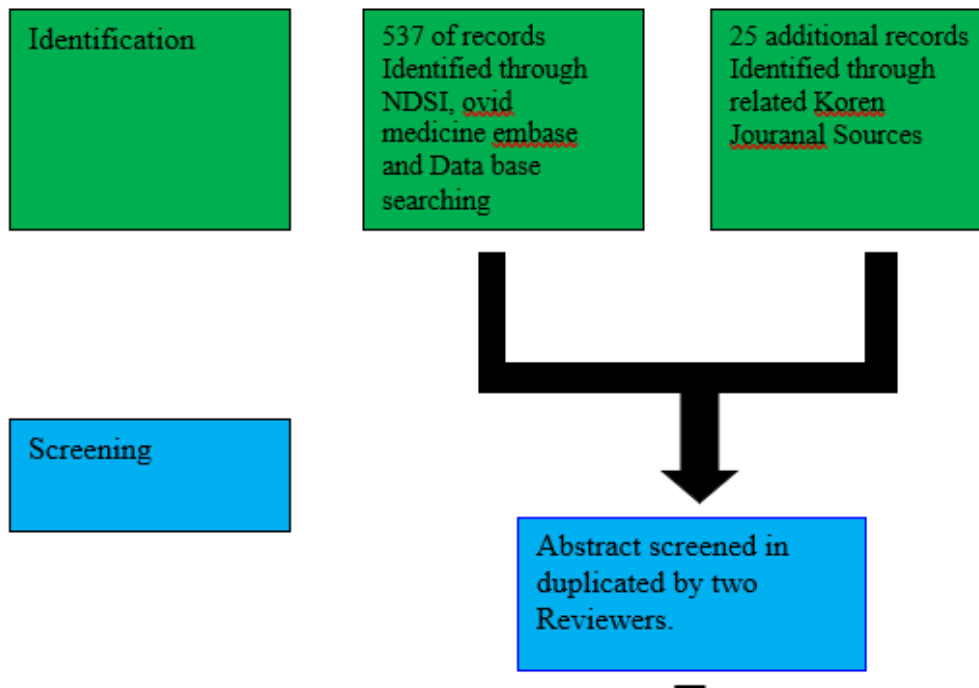 Identification
537 of records
Identified through
NDSI, ovid
medicine embase
and Data base
searching
25 additional records
Identified through
related Koren
Jouranal Sources
Screening
Abstract screened in
duplicated by two
Reviewers.